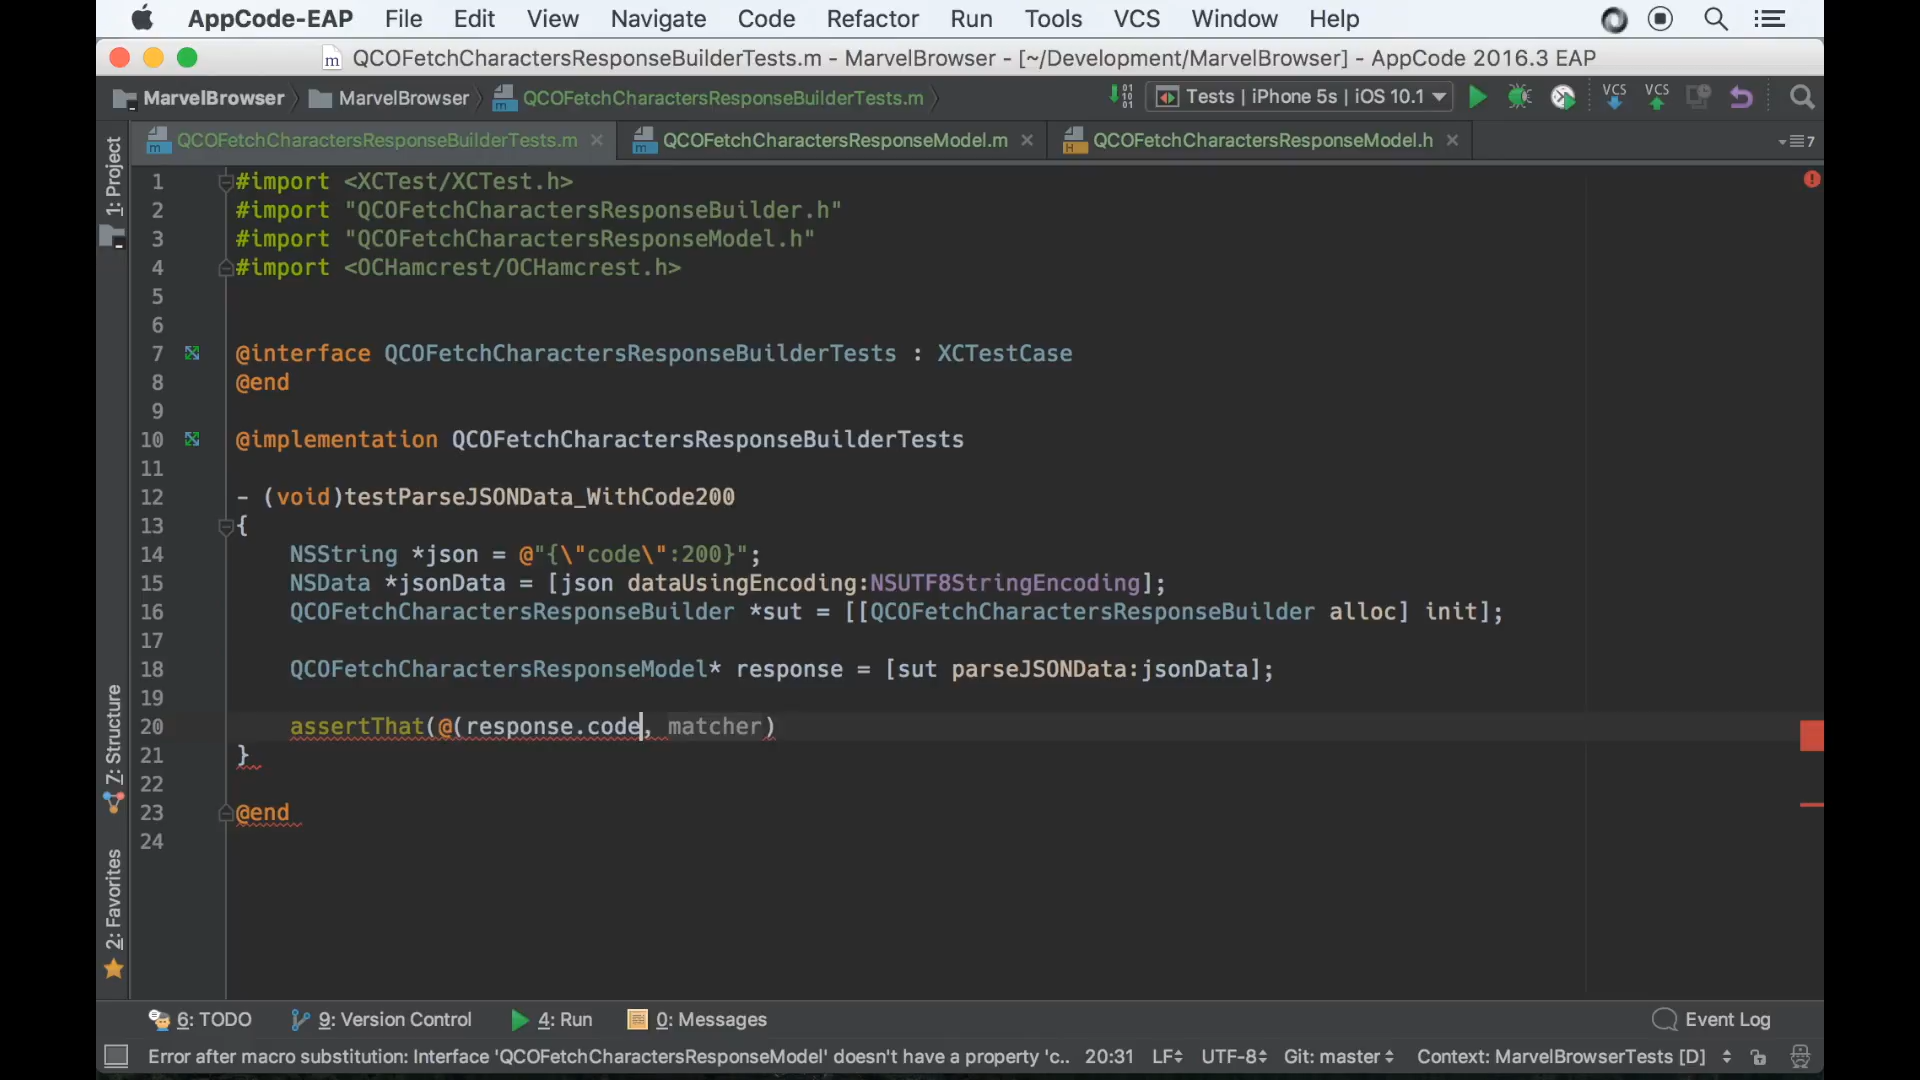 AppCode-EAP File Edit View Navigate Code Refactor Run Tools VCS Window Help
QCOFetchCharactersResponseBuilderTests.m - MarvelBrowser - [~/Development/MarvelBrowser] - AppCode 2016.3 EAP
MarvelBrowser MarvelBrowser QCOFetchCharactersResponseBuilderTests.m Tests | iPhone 5s | iOS 10.1 VCS VCS
QCOFetchCharactersResponseBuilderTests.m QCOFetchCharactersResponseModel.m QCOFetchCharactersResponseModel.h 7
1: Project
Z: Structure
2: Favorites
1 #import <XCTest/XCTest.h>
2 #import "QCOFetchCharactersResponseBuilder.h"
3 #import "QCOFetchCharactersResponseModel.h"
4 #import <OCHamcrest/OCHamcrest.h>
5
6
7 @interface QCOFetchCharactersResponseBuilderTests : XCTestCase
8 @end
9
10 @implementation QCOFetchCharactersResponseBuilderTests
11
12 - (void)testParseJSONData_WithCode200
13 {
14 NSString *json = @"{\"code\":200}";
15 NSData *jsonData = [json dataUsingEncoding:NSUTF8StringEncoding];
16 QCOFetchCharactersResponseBuilder *sut = [[QCOFetchCharactersResponseBuilder alloc] init];
17
18 QCOFetchCharactersResponseModel* response = [sut parseJSONData:jsonData];
19
20 assertThat(@(response.code, matcher)
21 }
22
23 @end
24
6: TODO 9: Version Control 4: Run 0: Messages Event Log
Error after macro substitution: Interface 'QCOFetchCharactersResponseModel' doesn't have a property 'c.. 20:31 LF UTF-8 Git: master Context: MarvelBrowserTests [D]